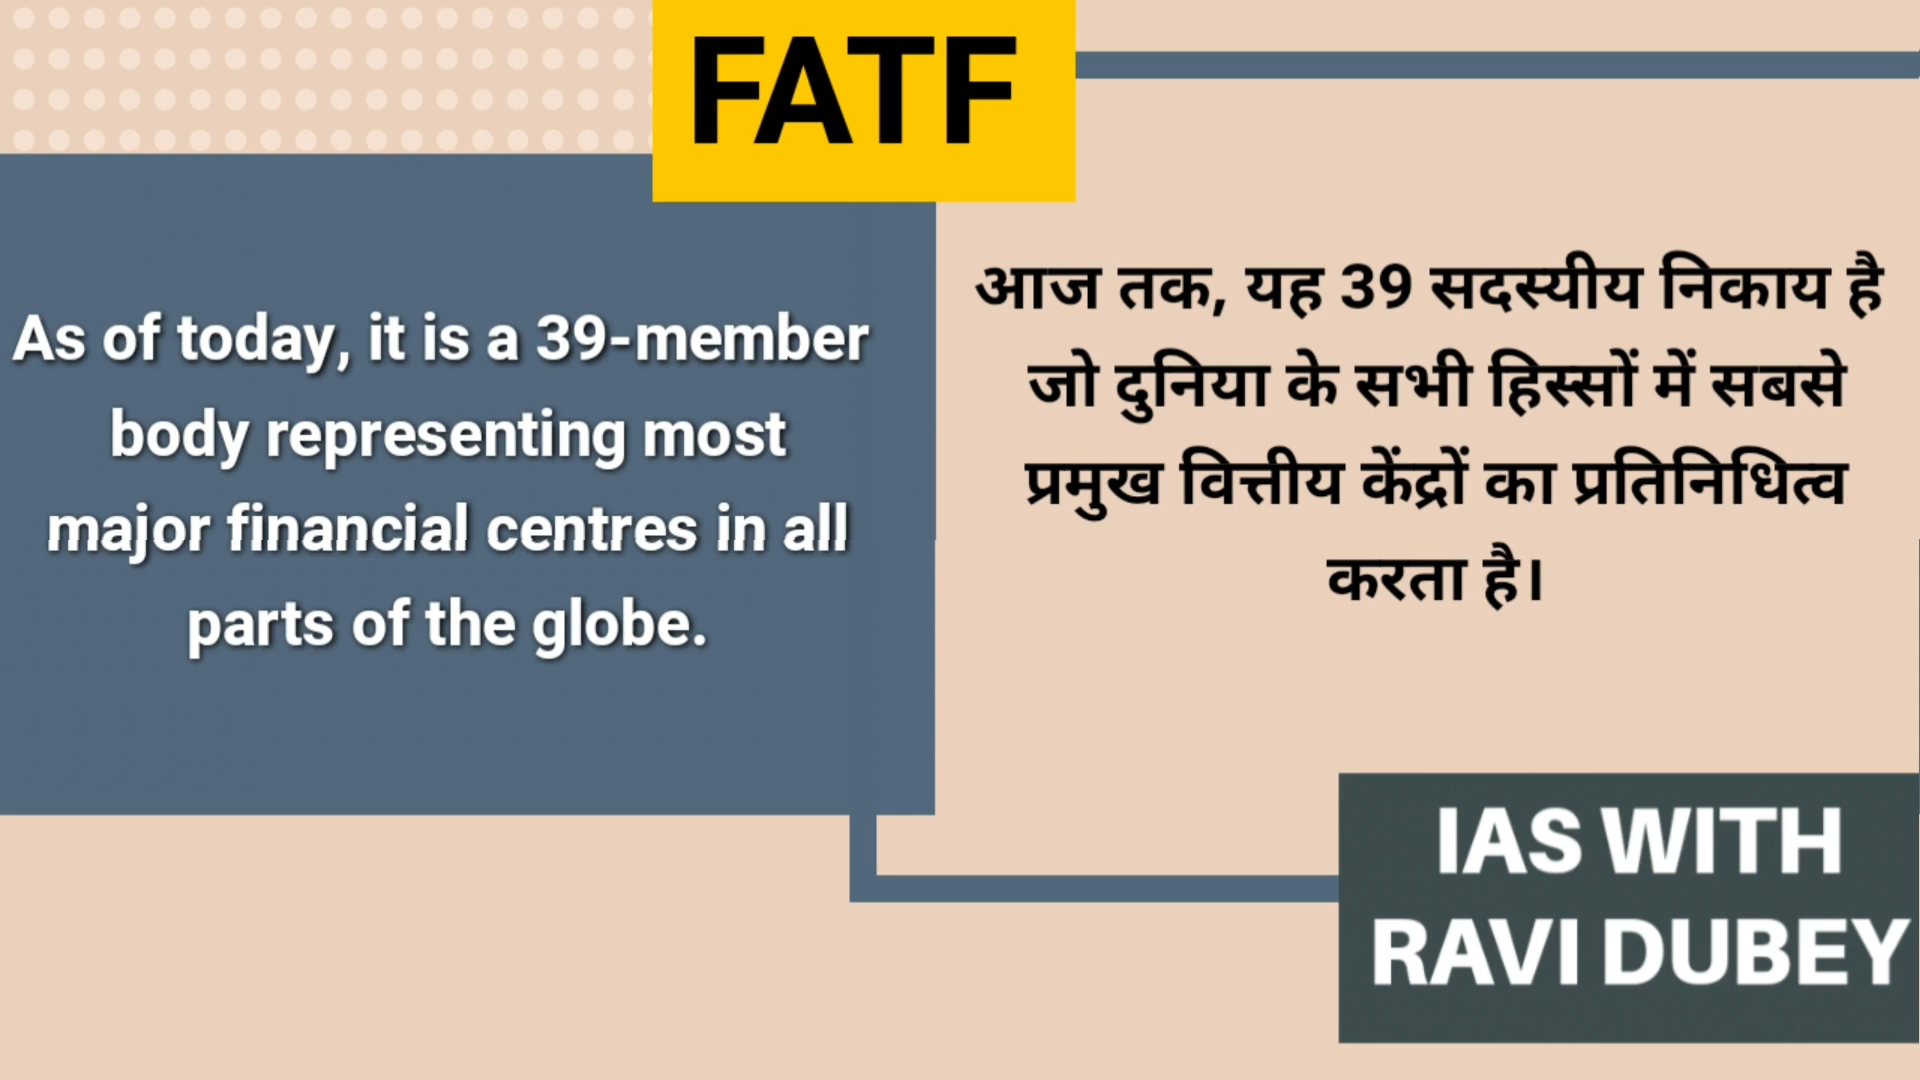 FATF
As of today, it is a 39-member
body representing most
major financial centres in all
parts of the globe.
आज तक, यह 39 सदस्यीय निकाय है
जो दुनिया के सभी हिस्सों में सबसे
प्रमुख वित्तीय केंद्रों का प्रतिनिधित्व
करता है।
IAS WITH
RAVI DUBEY